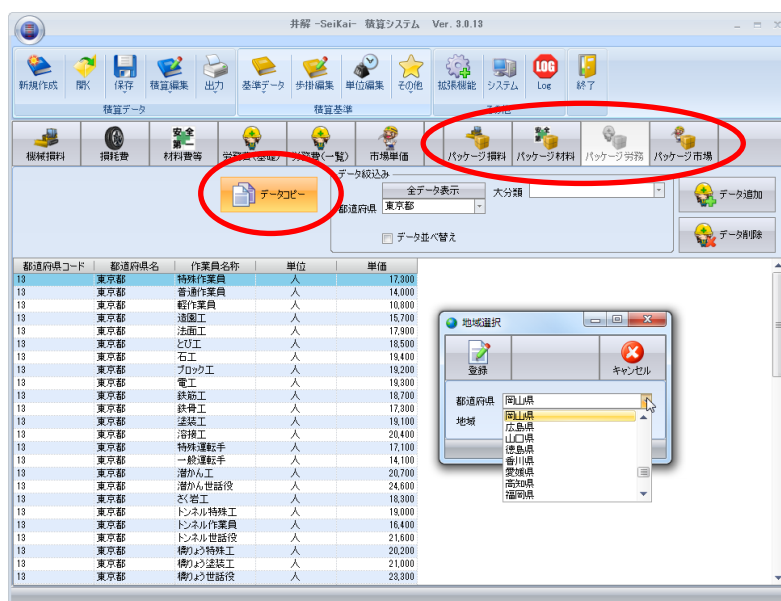 井解 -SeiKai- 積算システム Ver. 3.0.13
新規作成 開く 保存 積算編集 出力 基準データ 歩掛編集 単位編集 その他 拡張機能 システム Log 終了
LOG
積算データ 積算基準 その他
安全第一
機械損料 損耗費 材料費等 労務費(基礎) 労務費(一覧) 市場単価 パッケージ損料 パッケージ材料 パッケージ労務 パッケージ市場
データコピー
データ絞込み
全データ表示 大分類
都道府県 東京都
データ並べ替え
データ追加
データ削除
都道府県コード 都道府県名 作業員名称 単位 単価
13 東京都 特殊作業員 人 17,300
13 東京都 普通作業員 人 14,000
13 東京都 軽作業員 人 10,800
13 東京都 造園工 人 15,700
13 東京都 法面工 人 17,900
13 東京都 とび工 人 18,500
13 東京都 石工 人 19,400
13 東京都 ブロック工 人 19,200
13 東京都 電工 人 19,300
13 東京都 鉄筋工 人 18,700
13 東京都 鉄骨工 人 17,300
13 東京都 塗装工 人 19,100
13 東京都 溶接工 人 20,400
13 東京都 特殊運転手 人 17,100
13 東京都 一般運転手 人 14,100
13 東京都 潜かん工 人 20,700
13 東京都 潜かん世話役 人 24,600
13 東京都 さく岩工 人 18,300
13 東京都 トンネル特殊工 人 19,000
13 東京都 トンネル作業員 人 16,400
13 東京都 トンネル世話役 人 21,600
13 東京都 橋りょう特殊工 人 20,200
13 東京都 橋りょう塗装工 人 21,000
13 東京都 橋りょう世話役 人 23,300
地域選択
登録 キャンセル
都道府県 岡山県
地域
岡山県
広島県
山口県
徳島県
香川県
愛媛県
高知県
福岡県